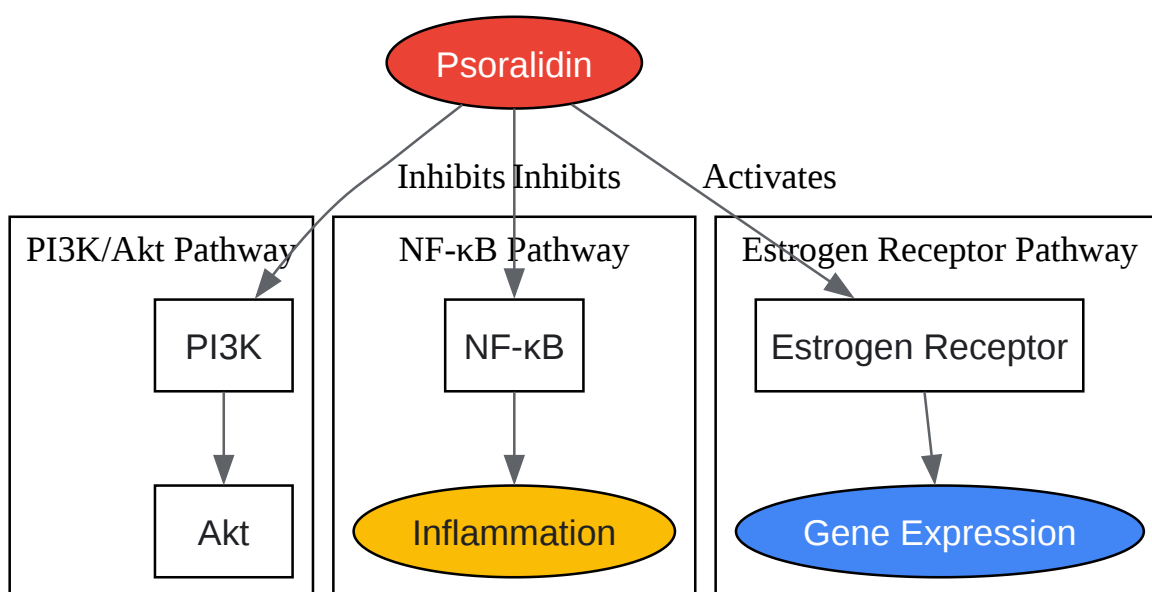 Psoralidin
Inhibits Inhibits Activates
PI3K/Akt Pathway NF-κB Pathway Estrogen Receptor Pathway
PI3K NF-κB Estrogen Receptor
Akt Inflammation Gene Expression